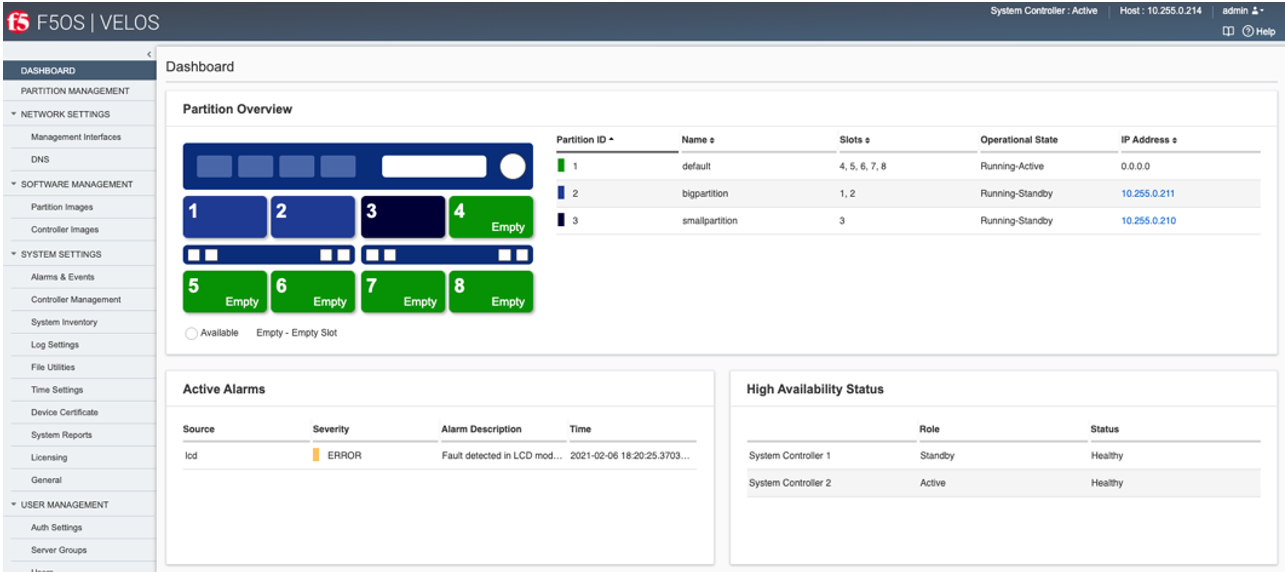 System Controller : Active Host : 10.255.0.214 admin
f5 F5OS | VELOS
Help
DASHBOARD
PARTITION MANAGEMENT
NETWORK SETTINGS
Management Interfaces
DNS
SOFTWARE MANAGEMENT
Partition Images
Controller Images
SYSTEM SETTINGS
Alarms & Events
Controller Management
System Inventory
Log Settings
File Utilities
Time Settings
Device Certificate
System Reports
Licensing
General
USER MANAGEMENT
Auth Settings
Server Groups
Users
Dashboard
Partition Overview
1 2 3 4 Empty
5 Empty 6 Empty 7 Empty 8 Empty
Available Empty - Empty Slot
Partition ID Name Slots Operational State IP Address
1 default 4, 5, 6, 7, 8 Running-Active 0.0.0.0
2 bigpartition 1, 2 Running-Standby 10.255.0.211
3 smallpartition 3 Running-Standby 10.255.0.210
Active Alarms
Source Severity Alarm Description Time
lcd ERROR Fault detected in LCD mod... 2021-02-06 18:20:25.3703...
High Availability Status
Role Status
System Controller 1 Standby Healthy
System Controller 2 Active Healthy